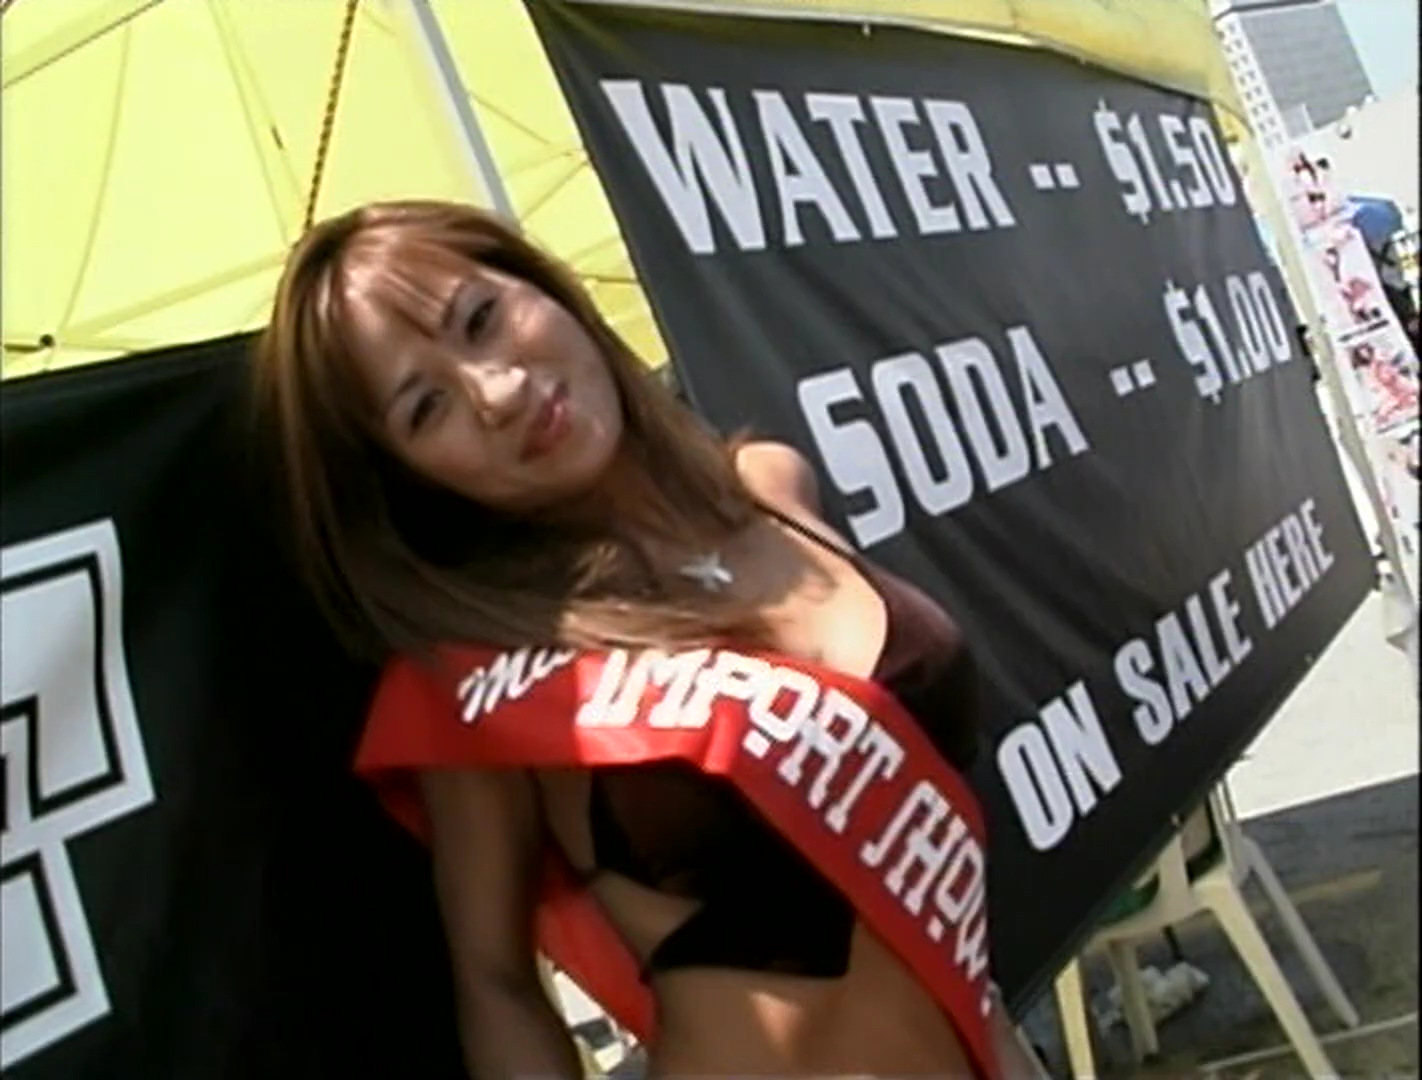 WATER -- $1.50
SODA -- $1.00
ON SALE HERE
IMPORT SHOW